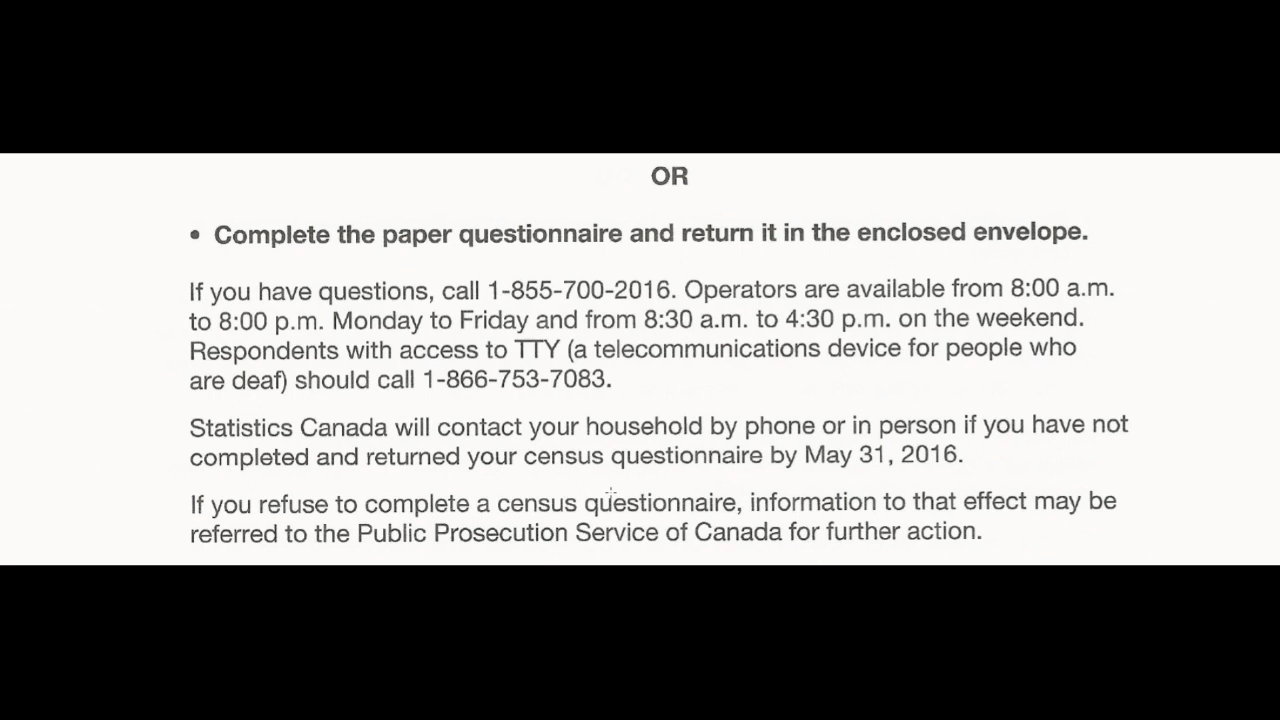 OR
• Complete the paper questionnaire and return it in the enclosed envelope.
If you have questions, call 1-855-700-2016. Operators are available from 8:00 a.m.
to 8:00 p.m. Monday to Friday and from 8:30 a.m. to 4:30 p.m. on the weekend.
Respondents with access to TTY (a telecommunications device for people who
are deaf) should call 1-866-753-7083.
Statistics Canada will contact your household by phone or in person if you have not
completed and returned your census questionnaire by May 31, 2016.
If you refuse to complete a census questionnaire, information to that effect may be
referred to the Public Prosecution Service of Canada for further action.